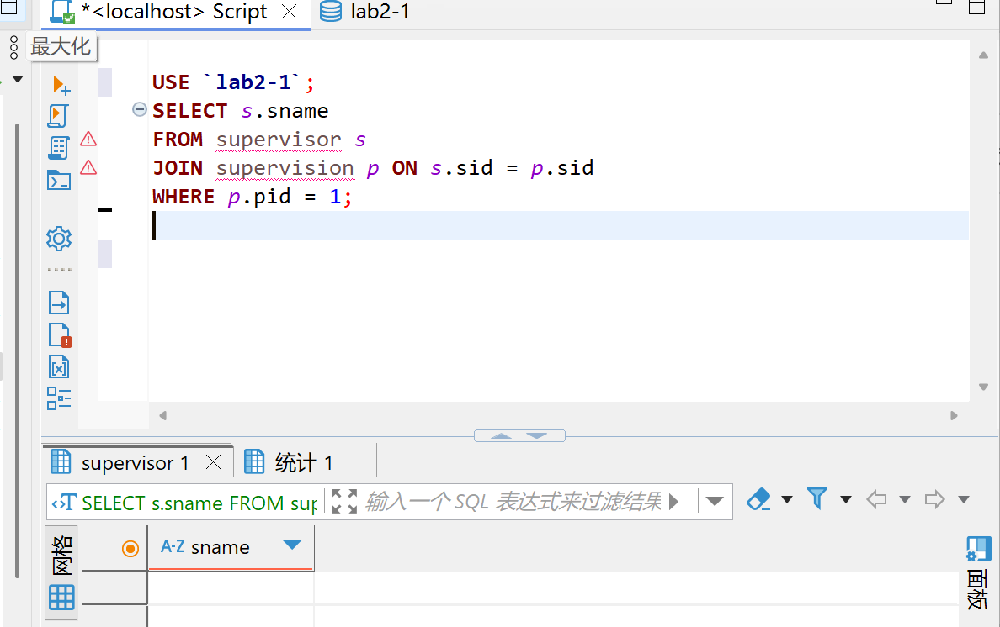 *<localhost> Script
lab2-1
最大化
USE `lab2-1`;
SELECT s.sname
FROM supervisor s
JOIN supervision p ON s.sid = p.sid
WHERE p.pid = 1;
supervisor 1
统计 1
SELECT s.sname FROM sup
输入一个 SQL 表达式来过滤结果
网格
A-Z sname
面板